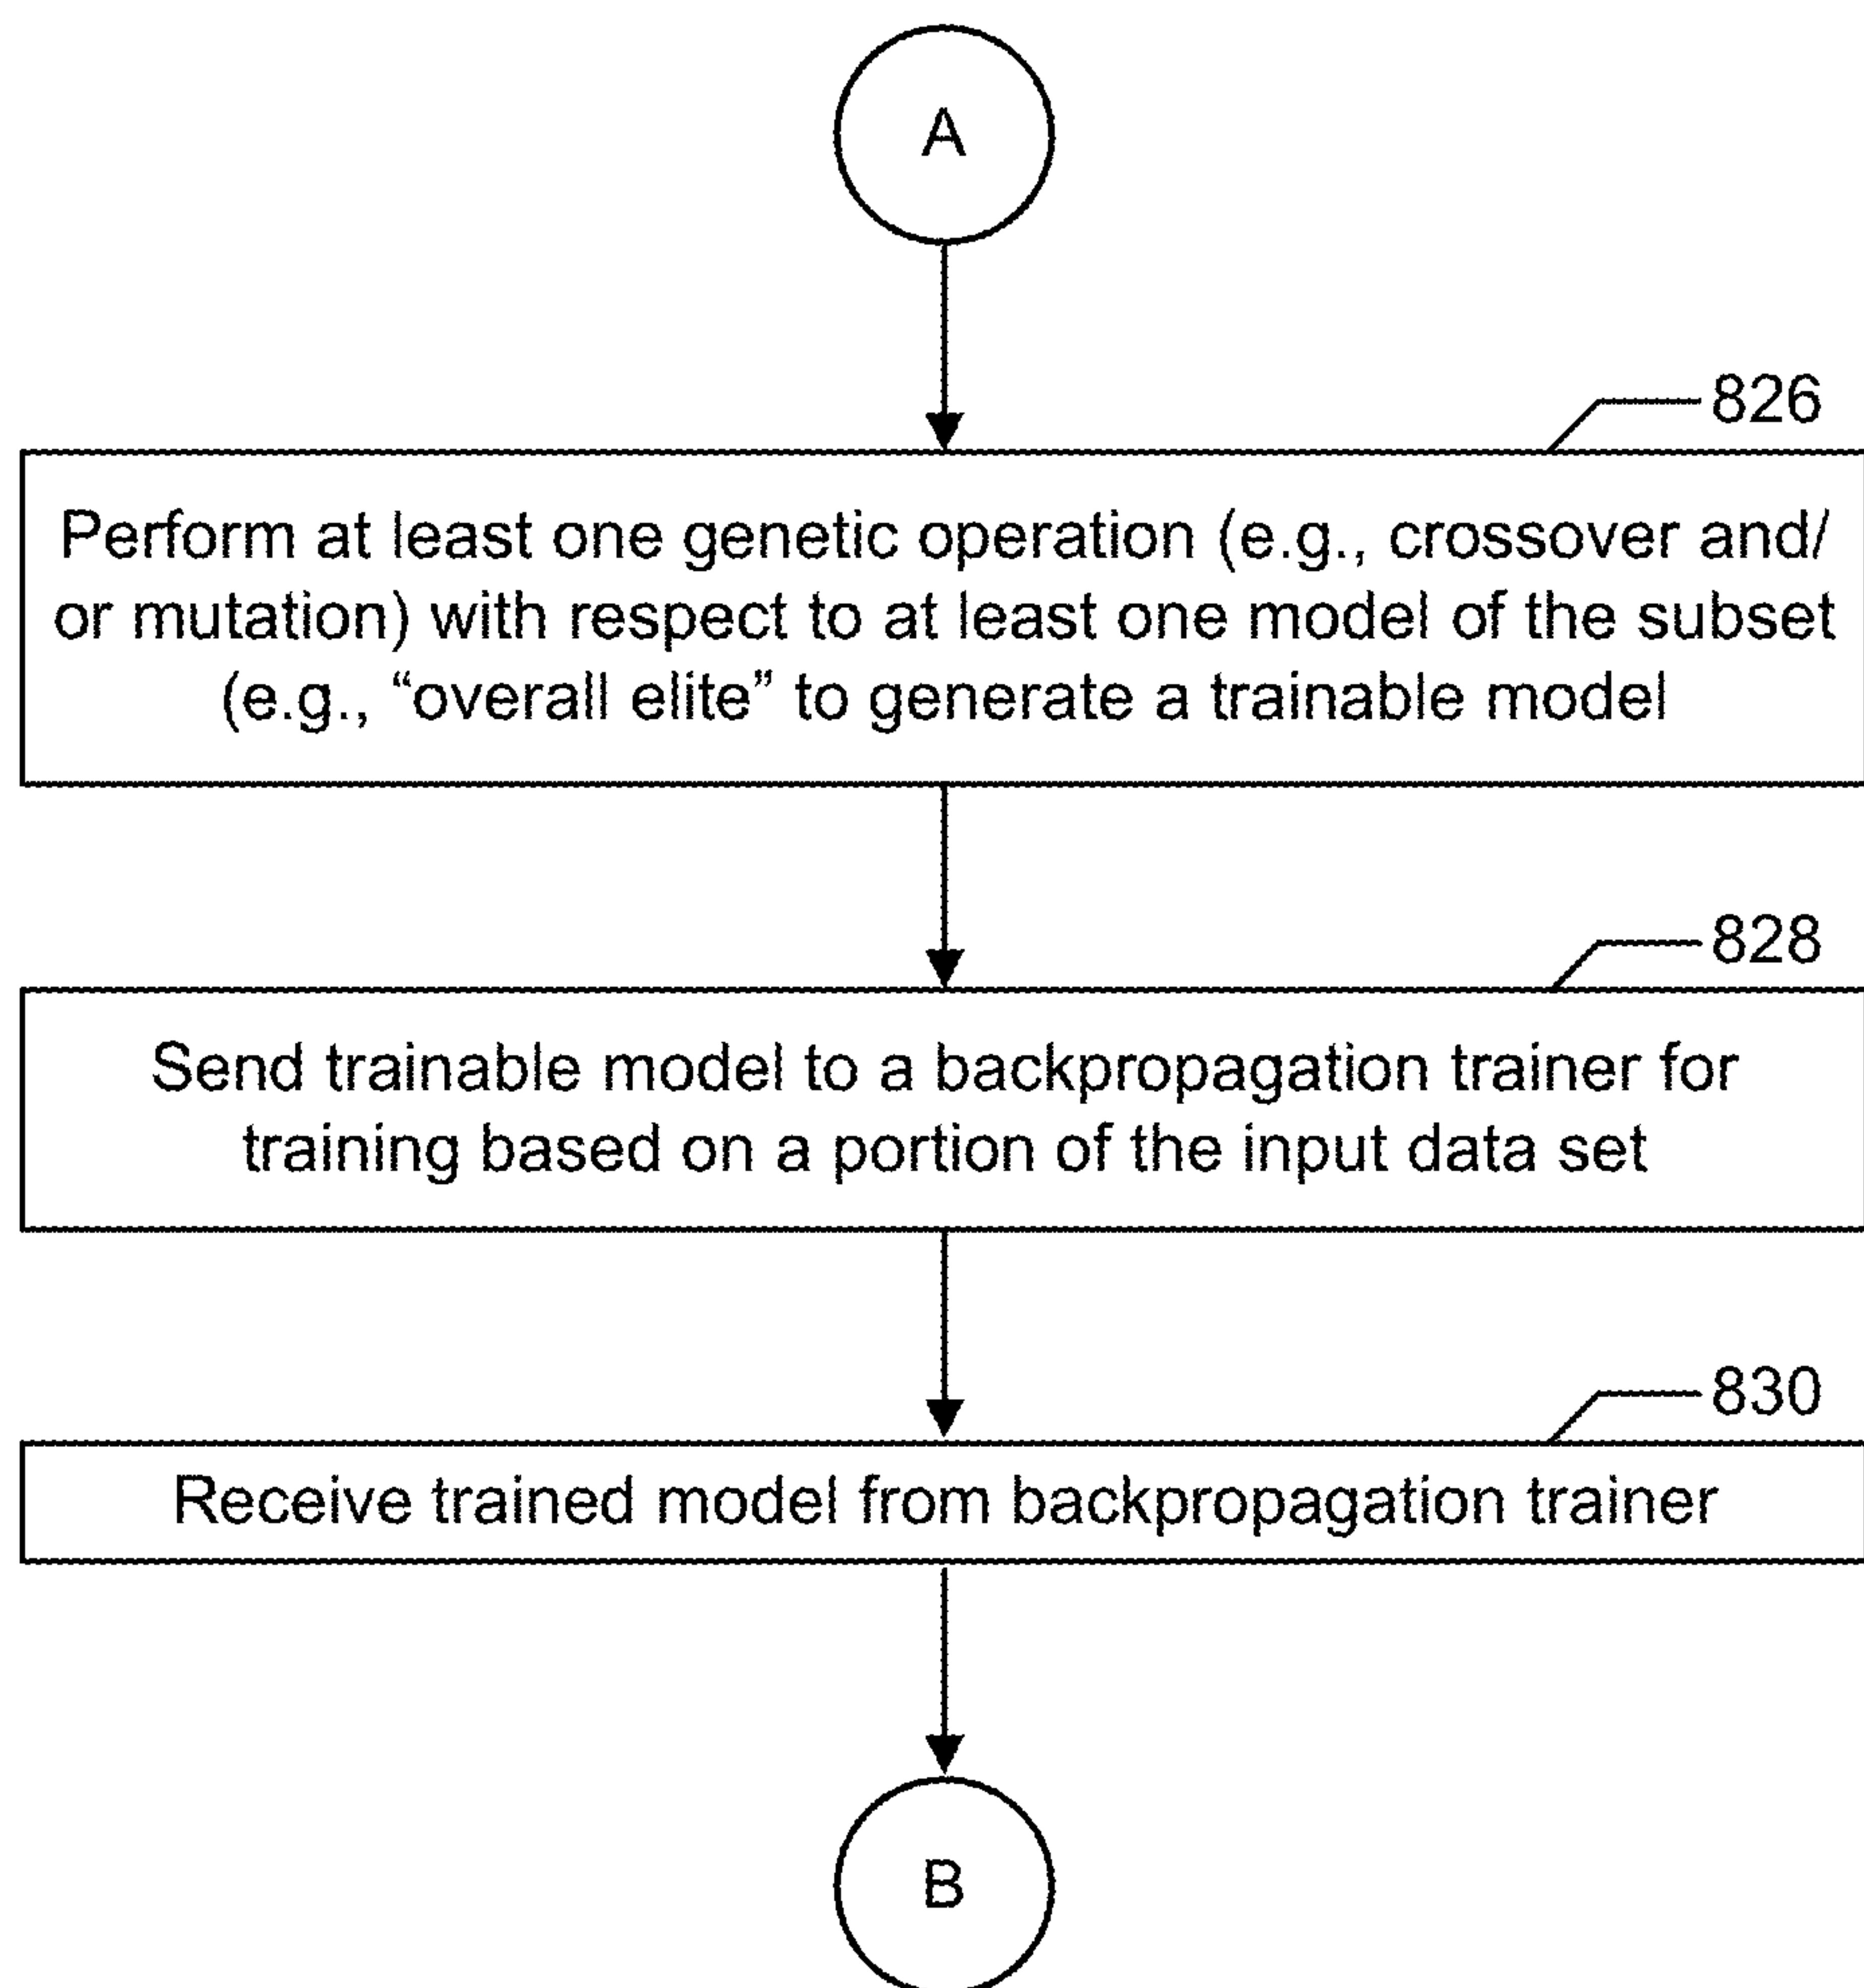 A
826
Perform at least one genetic operation (e.g., crossover and/
or mutation) with respect to at least one model of the subset
(e.g., “overall elite” to generate a trainable model
828
Send trainable model to a backpropagation trainer for
training based on a portion of the input data set
830
Receive trained model from backpropagation trainer
B